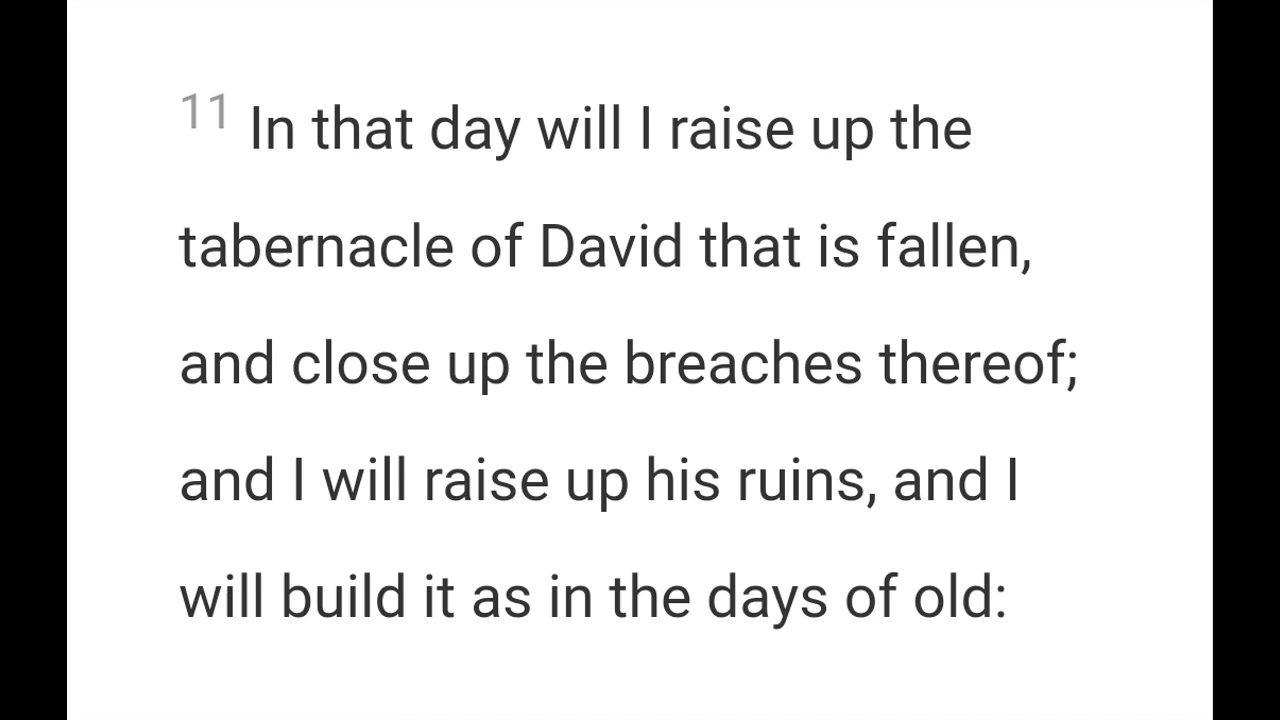 11 In that day will I raise up the
tabernacle of David that is fallen,
and close up the breaches thereof;
and I will raise up his ruins, and I
will build it as in the days of old: